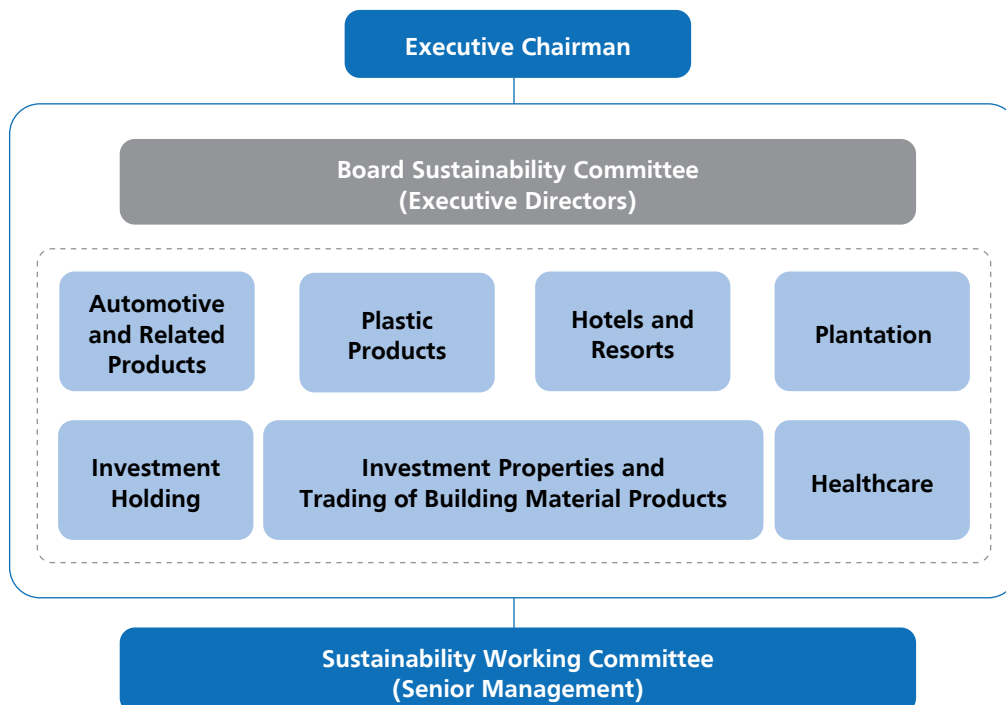 Executive Chairman
Board Sustainability Committee
(Executive Directors)
Automotive
and Related
Products
Plastic
Products
Hotels and
Resorts
Plantation
Investment
Holding
Investment Properties and
Trading of Building Material Products
Healthcare
Sustainability Working Committee
(Senior Management)